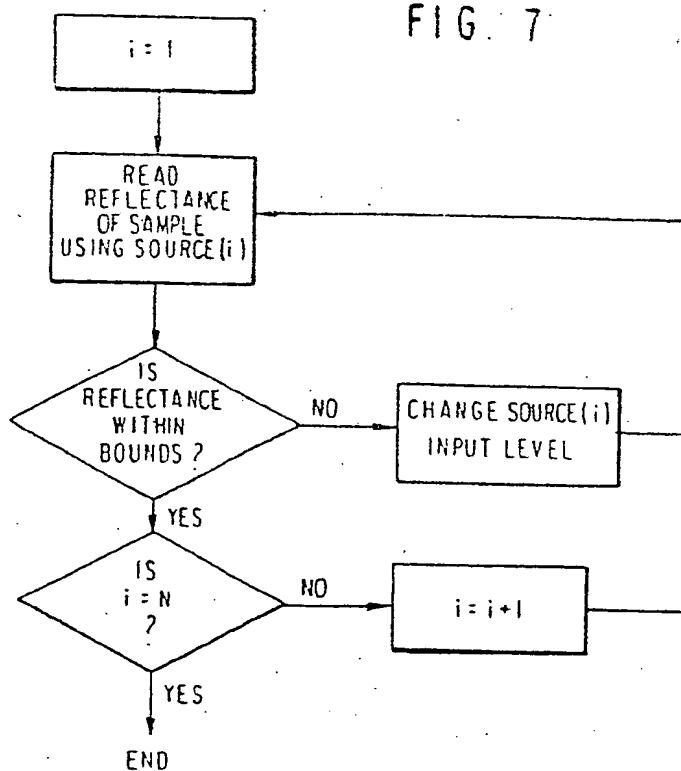 FIG. 7
i = 1
READ
REFLECTANCE
OF SAMPLE
USING SOURCE(i)
IS
REFLECTANCE
WITHIN
BOUNDS ?
NO
CHANGE SOURCE(i)
INPUT LEVEL
YES
IS
i = N
?
NO
i = i+1
YES
END